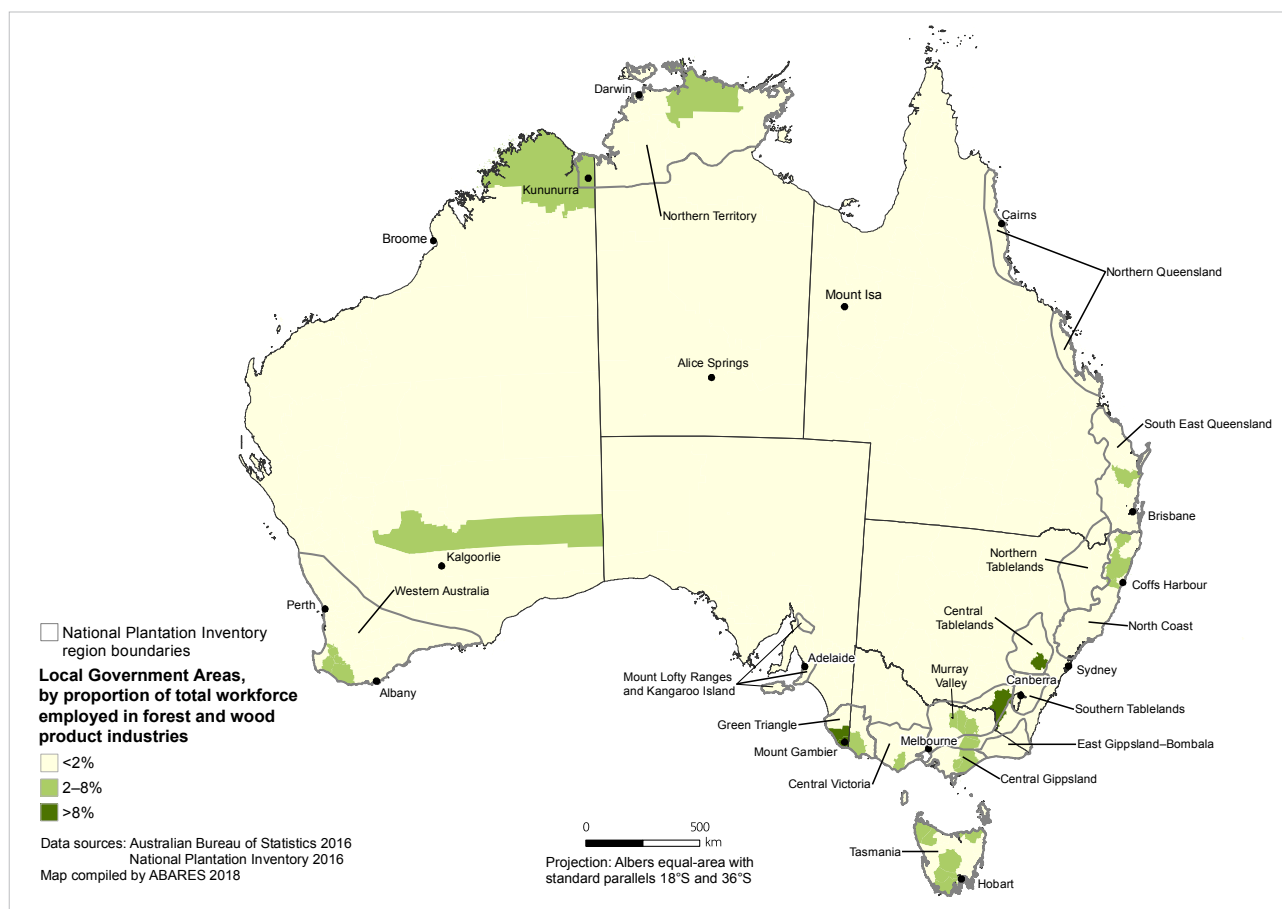 Darwin
Kununurra
Northern Territory
Cairns
Broome
Northern Queensland
Mount Isa
Alice Springs
South East Queensland
Brisbane
Kalgoorlie
Northern
Tablelands
Coffs Harbour
Western Australia
Perth
Central
Tablelands
North Coast
Adelaide
Murray
Valley
Sydney
Mount Lofty Ranges
and Kangaroo Island
Canberra
Albany
Southern Tablelands
Green Triangle
Melbourne
East Gippsland–Bombala
Mount Gambier
Central Victoria
Central Gippsland
Tasmania
Hobart
National Plantation Inventory
region boundaries
Local Government Areas,
by proportion of total workforce
employed in forest and wood
product industries
<2%
2–8%
>8%
Data sources: Australian Bureau of Statistics 2016
National Plantation Inventory 2016
Map compiled by ABARES 2018
0 500
km
Projection: Albers equal-area with
standard parallels 18°S and 36°S